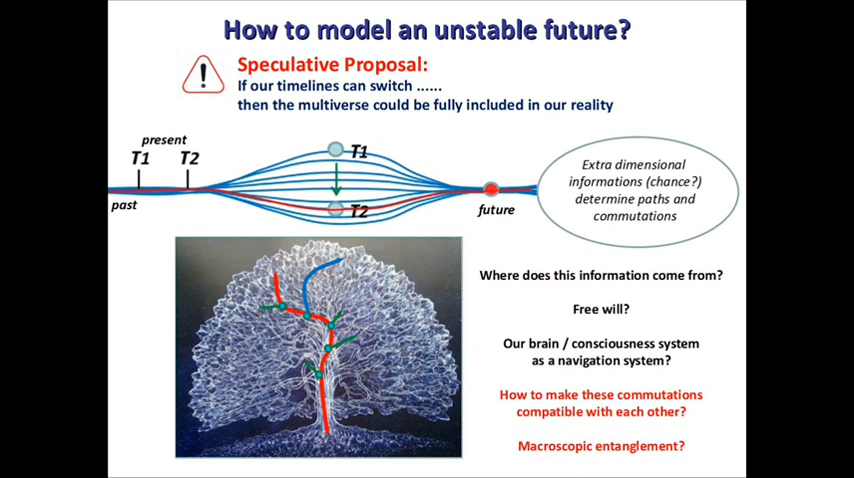 How to model an unstable future?
!
Speculative Proposal:
If our timelines can switch ......
then the multiverse could be fully included in our reality
present
T1
T2
past
T1
T2
future
Extra dimensional
informations (chance?)
determine paths and
commutations
Where does this information come from?
Free will?
Our brain / consciousness system
as a navigation system?
How to make these commutations
compatible with each other?
Macroscopic entanglement?